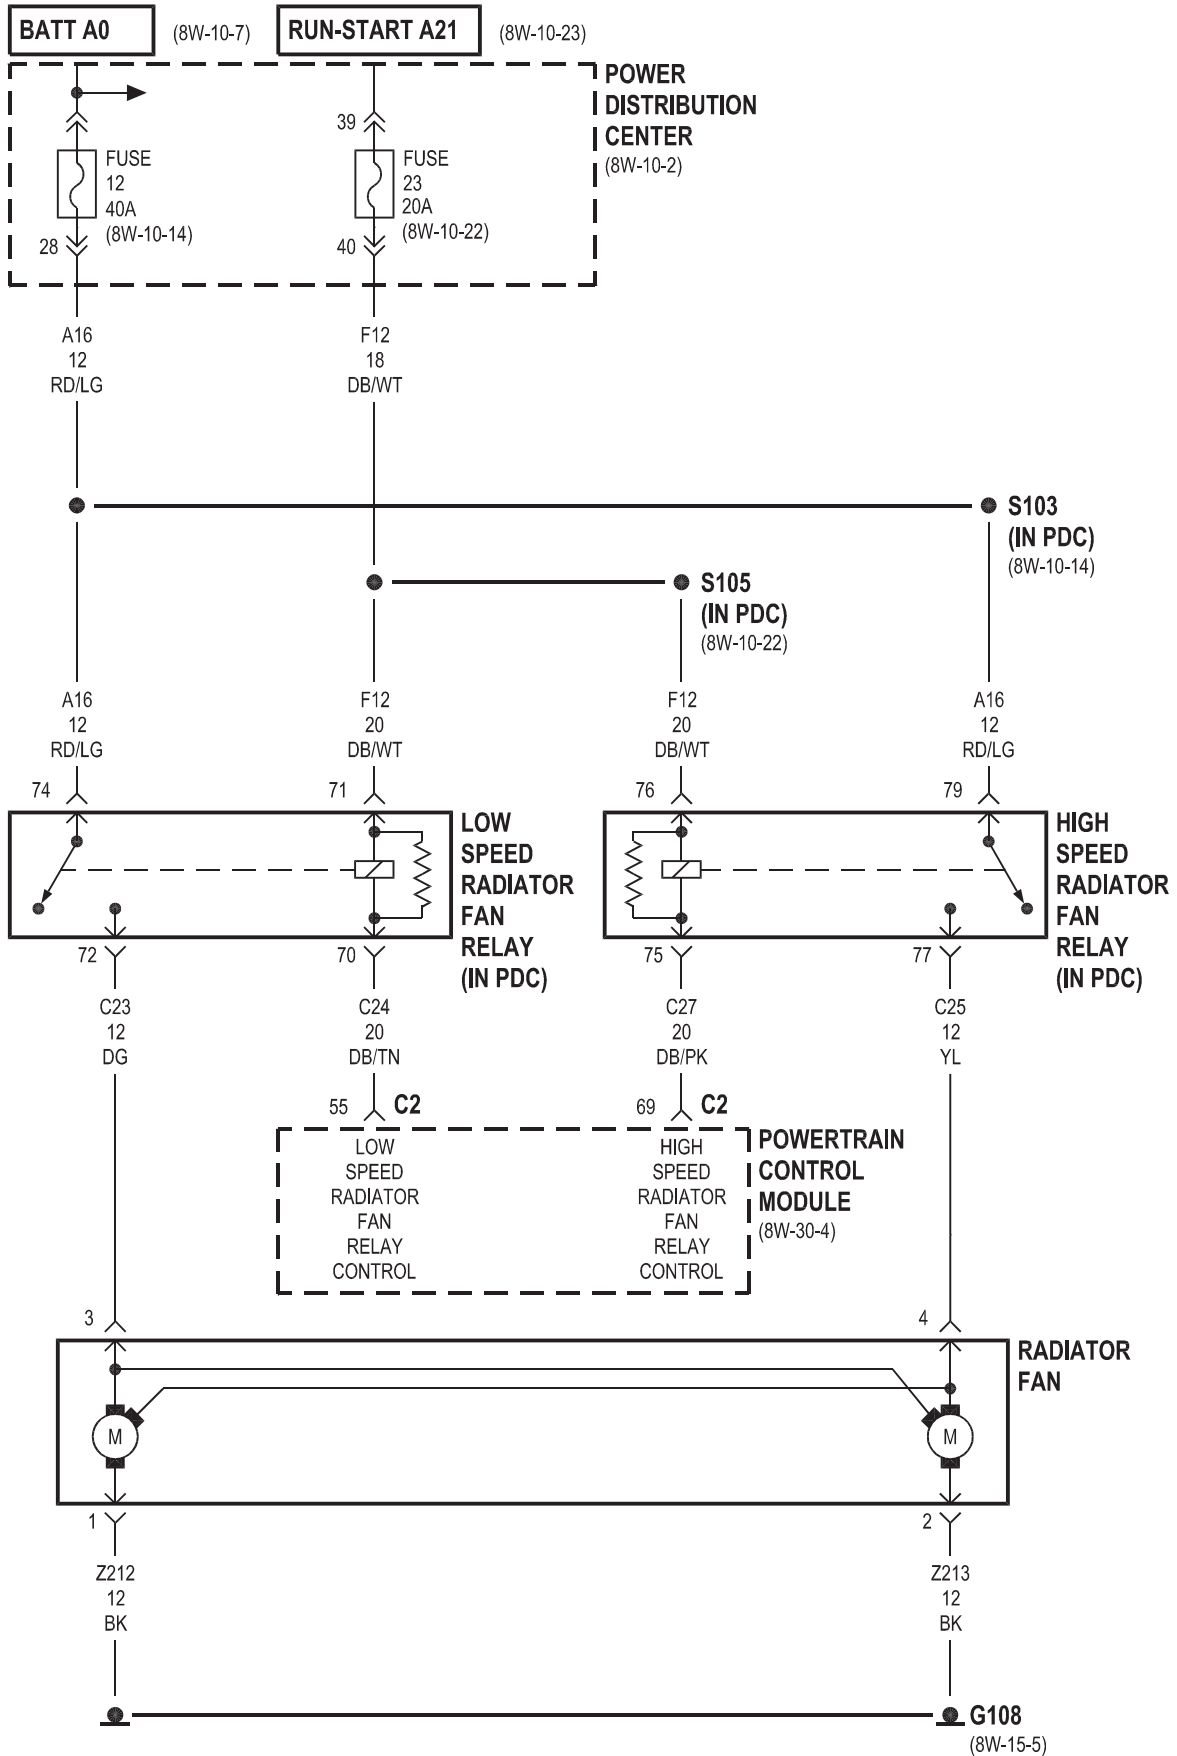 BATT A0
(8W-10-7)
RUN-START A21
(8W-10-23)
POWER
DISTRIBUTION
CENTER
(8W-10-2)
39
FUSE
12
40A
(8W-10-14)
FUSE
23
20A
(8W-10-22)
28
40
A16
12
RD/LG
F12
18
DB/WT
S103
(IN PDC)
(8W-10-14)
S105
(IN PDC)
(8W-10-22)
A16
12
RD/LG
F12
20
DB/WT
F12
20
DB/WT
A16
12
RD/LG
74
71
76
79
LOW
SPEED
RADIATOR
FAN
RELAY
(IN PDC)
HIGH
SPEED
RADIATOR
FAN
RELAY
(IN PDC)
72
70
75
77
C23
12
DG
C24
20
DB/TN
C27
20
DB/PK
C25
12
YL
55
C2
69
C2
LOW
SPEED
RADIATOR
FAN
RELAY
CONTROL
HIGH
SPEED
RADIATOR
FAN
RELAY
CONTROL
POWERTRAIN
CONTROL
MODULE
(8W-30-4)
3
4
RADIATOR
FAN
M
M
1
2
Z212
12
BK
Z213
12
BK
G108
(8W-15-5)